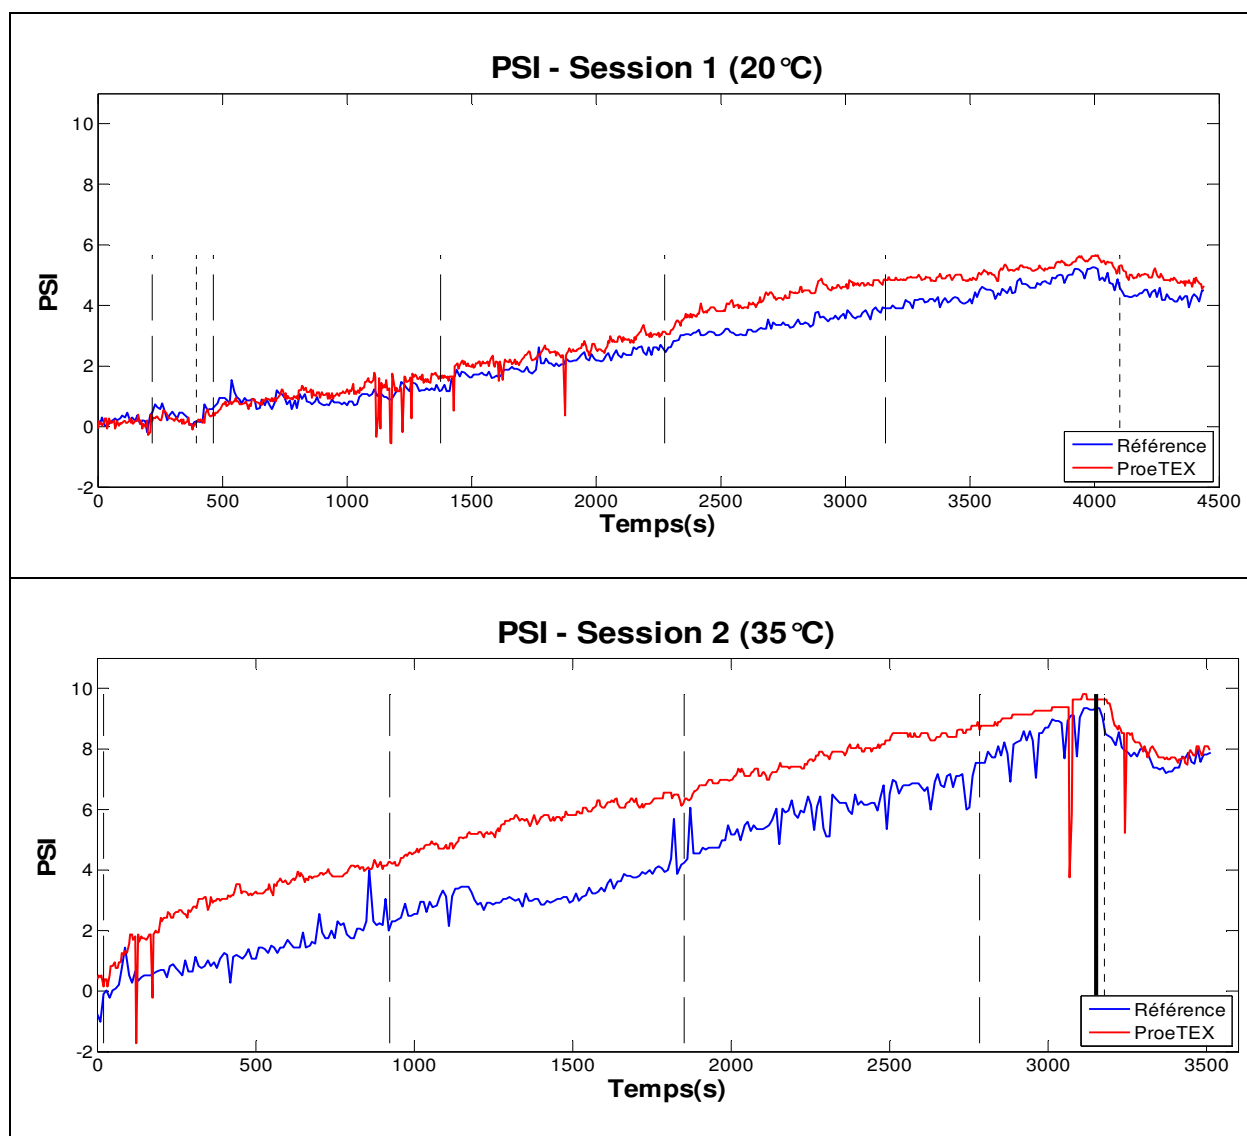 PSI - Session 1 (20°C)
10
8
6
4
2
0
-2
PSI
0 500 1000 1500 2000 2500 3000 3500 4000 4500
Temps(s)
Référence
ProeTEX
PSI - Session 2 (35°C)
10
8
6
4
2
0
-2
PSI
0 500 1000 1500 2000 2500 3000 3500
Temps(s)
Référence
ProeTEX